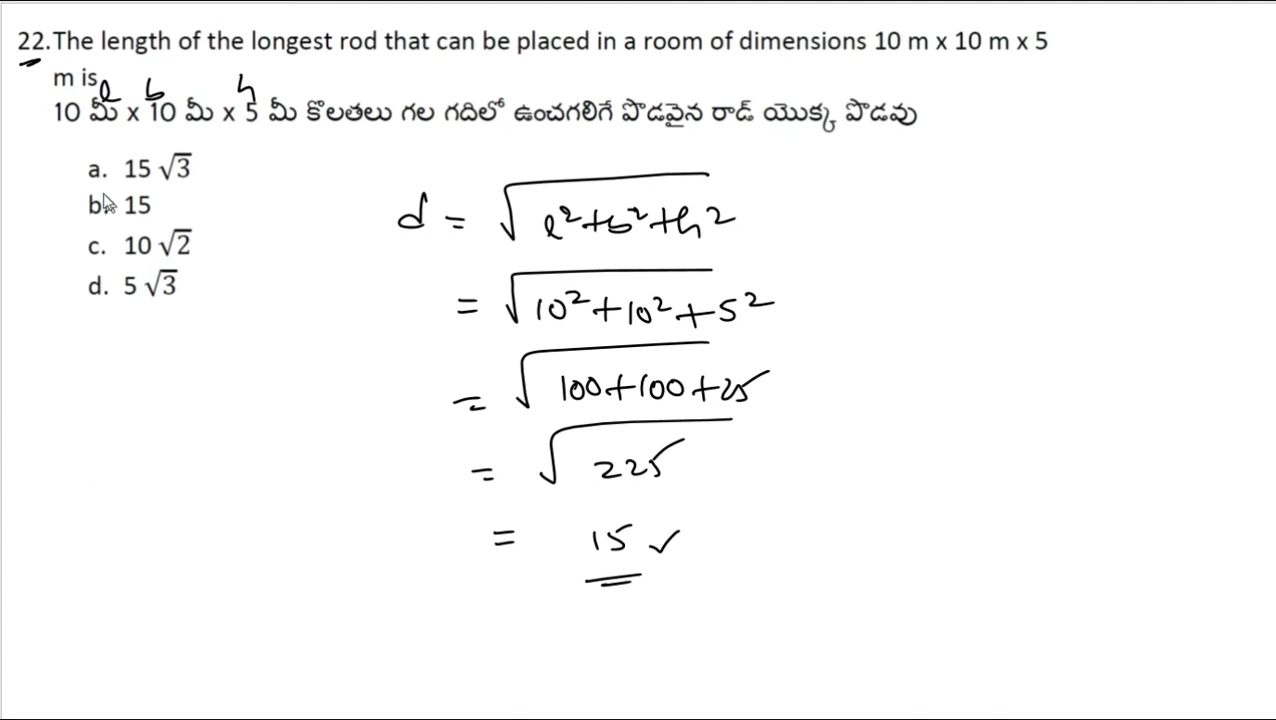 22.The length of the longest rod that can be placed in a room of dimensions 10 m x 10 m x 5
m is
l b h
10 మీ x 10 మీ x 5 మీ కొలతలు గల గదిలో ఉంచగలిగే పొడవైన రాడ్ యొక్క పొడవు
a. 15 √3
b. 15
c. 10 √2
d. 5 √3
d = √l²+b²+h²
= √10²+10²+5²
= √100+100+25
= √225
= 15 ✓